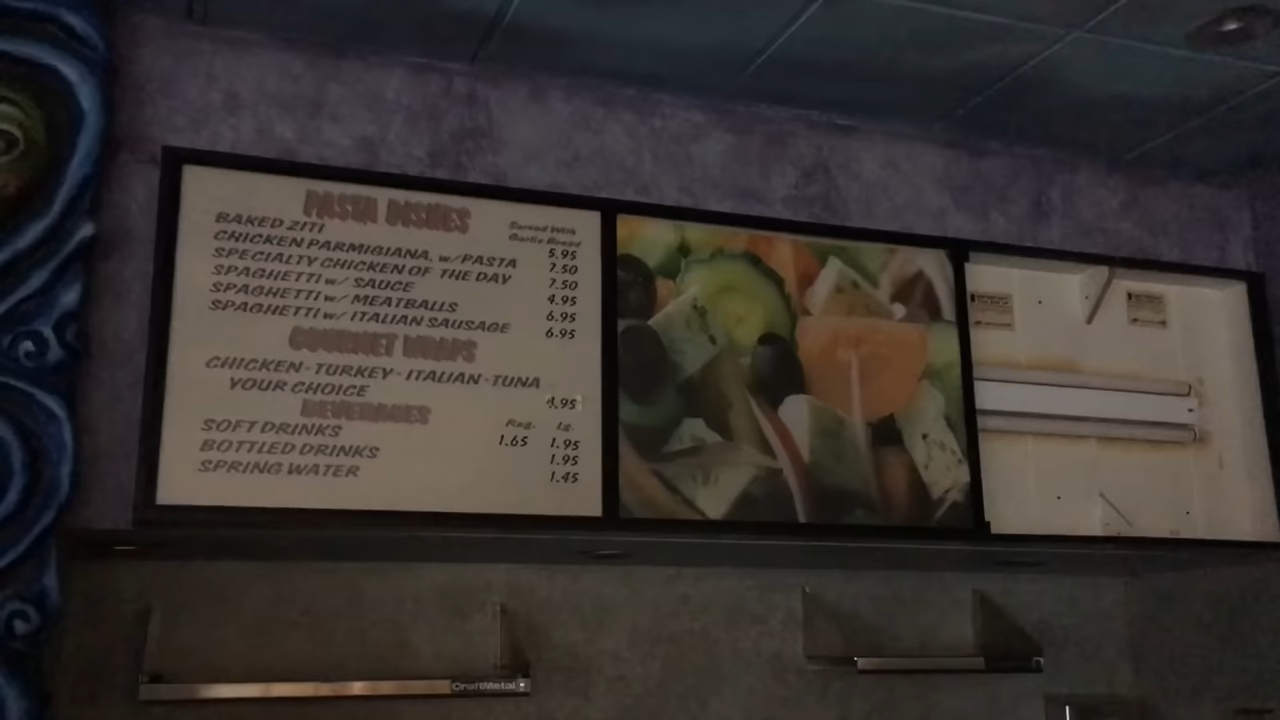 PASTA DISHES
Served With
Garlic Bread
BAKED ZITI 5.95
CHICKEN PARMIGIANA, w/PASTA 7.50
SPECIALTY CHICKEN OF THE DAY 7.50
SPAGHETTI w/ SAUCE 4.95
SPAGHETTI w/ MEATBALLS 6.95
SPAGHETTI w/ ITALIAN SAUSAGE 6.95
GOURMET WRAPS
CHICKEN - TURKEY - ITALIAN - TUNA
YOUR CHOICE
BEVERAGES
Reg. Lg.
SOFT DRINKS 1.65 1.95
BOTTLED DRINKS 1.95
SPRING WATER 1.45
CraftMetal